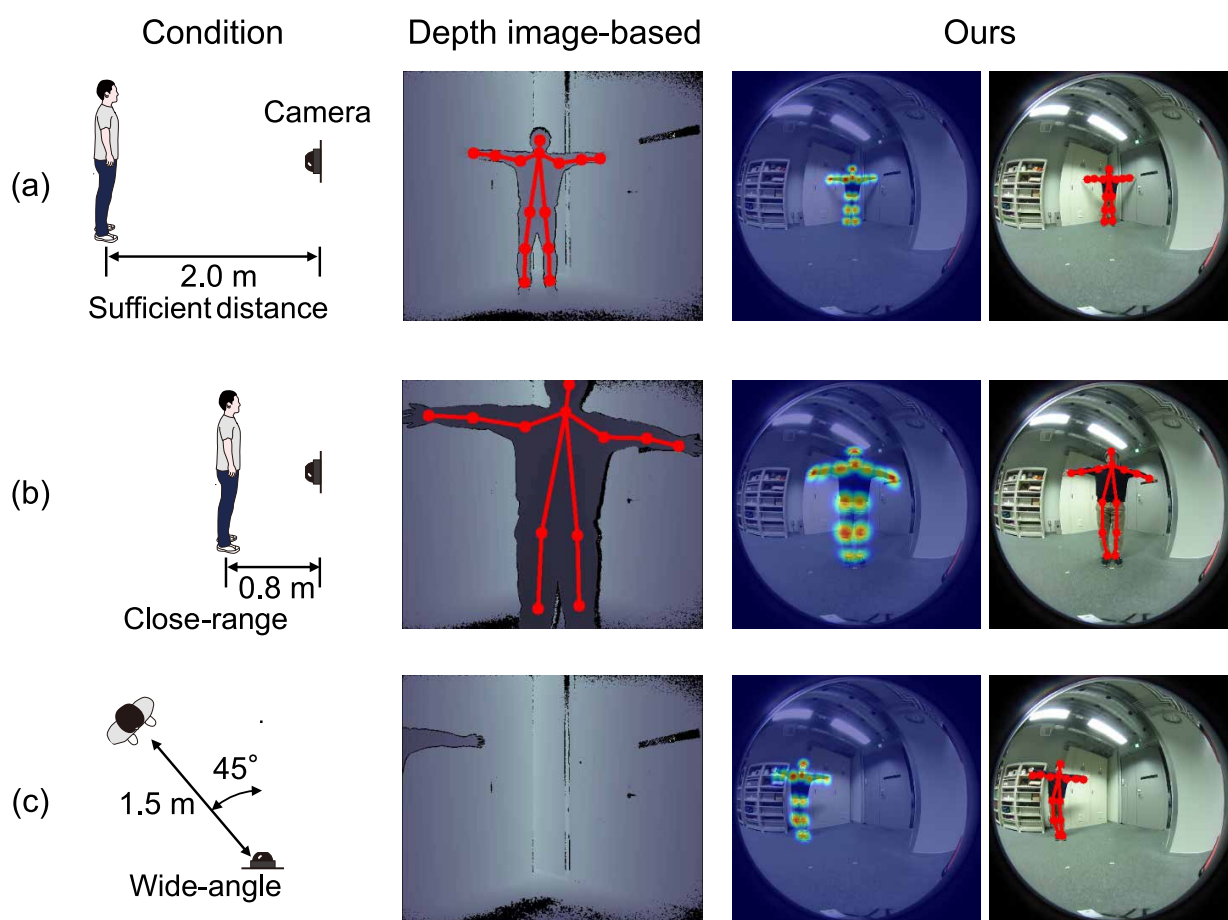 Condition
Depth image-based
Ours
(a)
Camera
2.0 m
Sufficient distance
(b)
0.8 m
Close-range
(c)
45°
1.5 m
Wide-angle